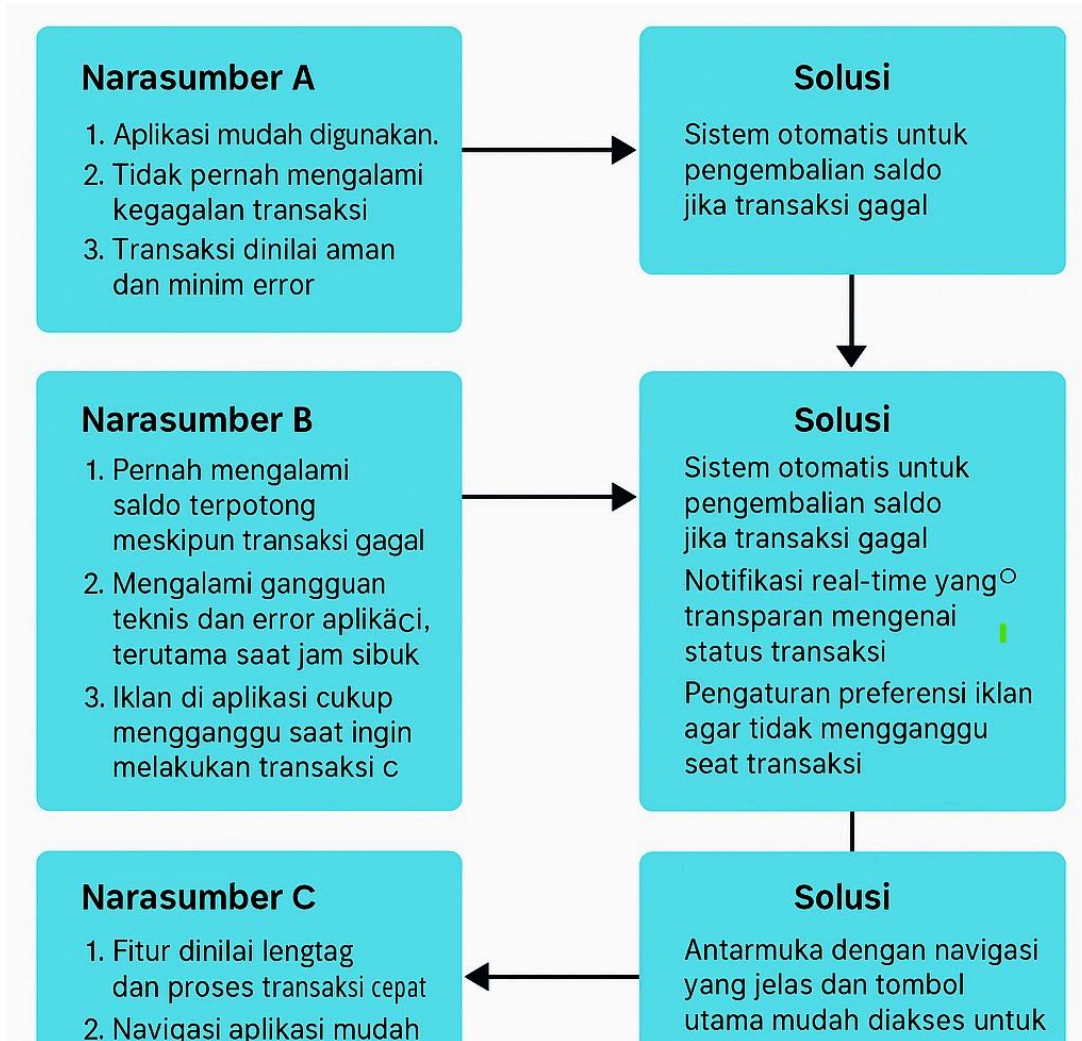 Narasumber A
1. Aplikasi mudah digunakan.
2. Tidak pernah mengalami
kegagalan transaksi
3. Transaksi dinilai aman
dan minim error
Solusi
Sistem otomatis untuk
pengembalian saldo
jika transaksi gagal
Narasumber B
1. Pernah mengalami
saldo terpotong
meskipun transaksi gagal
2. Mengalami gangguan
teknis dan error aplikäci,
terutama saat jam sibuk
3. Iklan di aplikasi cukup
mengganggu saat ingin
melakukan transaksi c
Solusi
Sistem otomatis untuk
pengembalian saldo
jika transaksi gagal
Notifikasi real-time yang
transparan mengenai
status transaksi
Pengaturan preferensi iklan
agar tidak mengganggu
seat transaksi
Narasumber C
1. Fitur dinilai lengtag
dan proses transaksi cepat
2. Navigasi aplikasi mudah
Solusi
Antarmuka dengan navigasi
yang jelas dan tombol
utama mudah diakses untuk